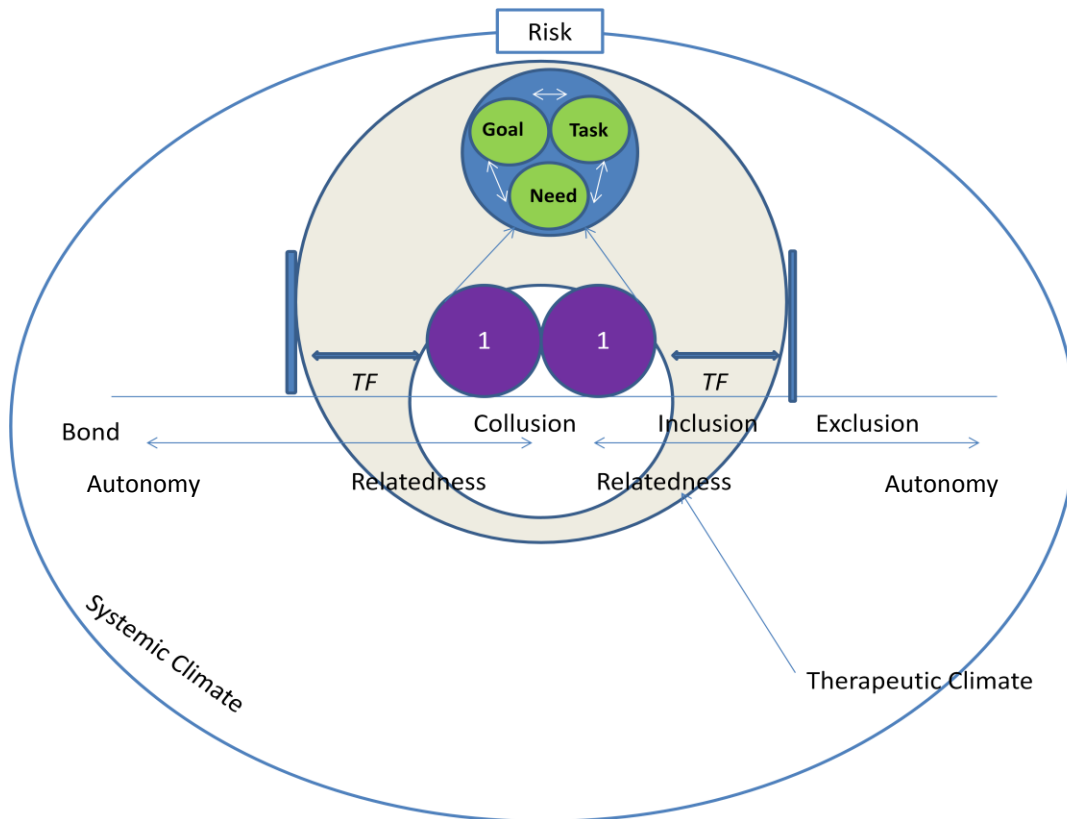 Risk
Goal Task
Need
1 1
TF TF
Collusion Inclusion Exclusion
Bond
Autonomy Relatedness Relatedness Autonomy
Systemic Climate
Therapeutic Climate